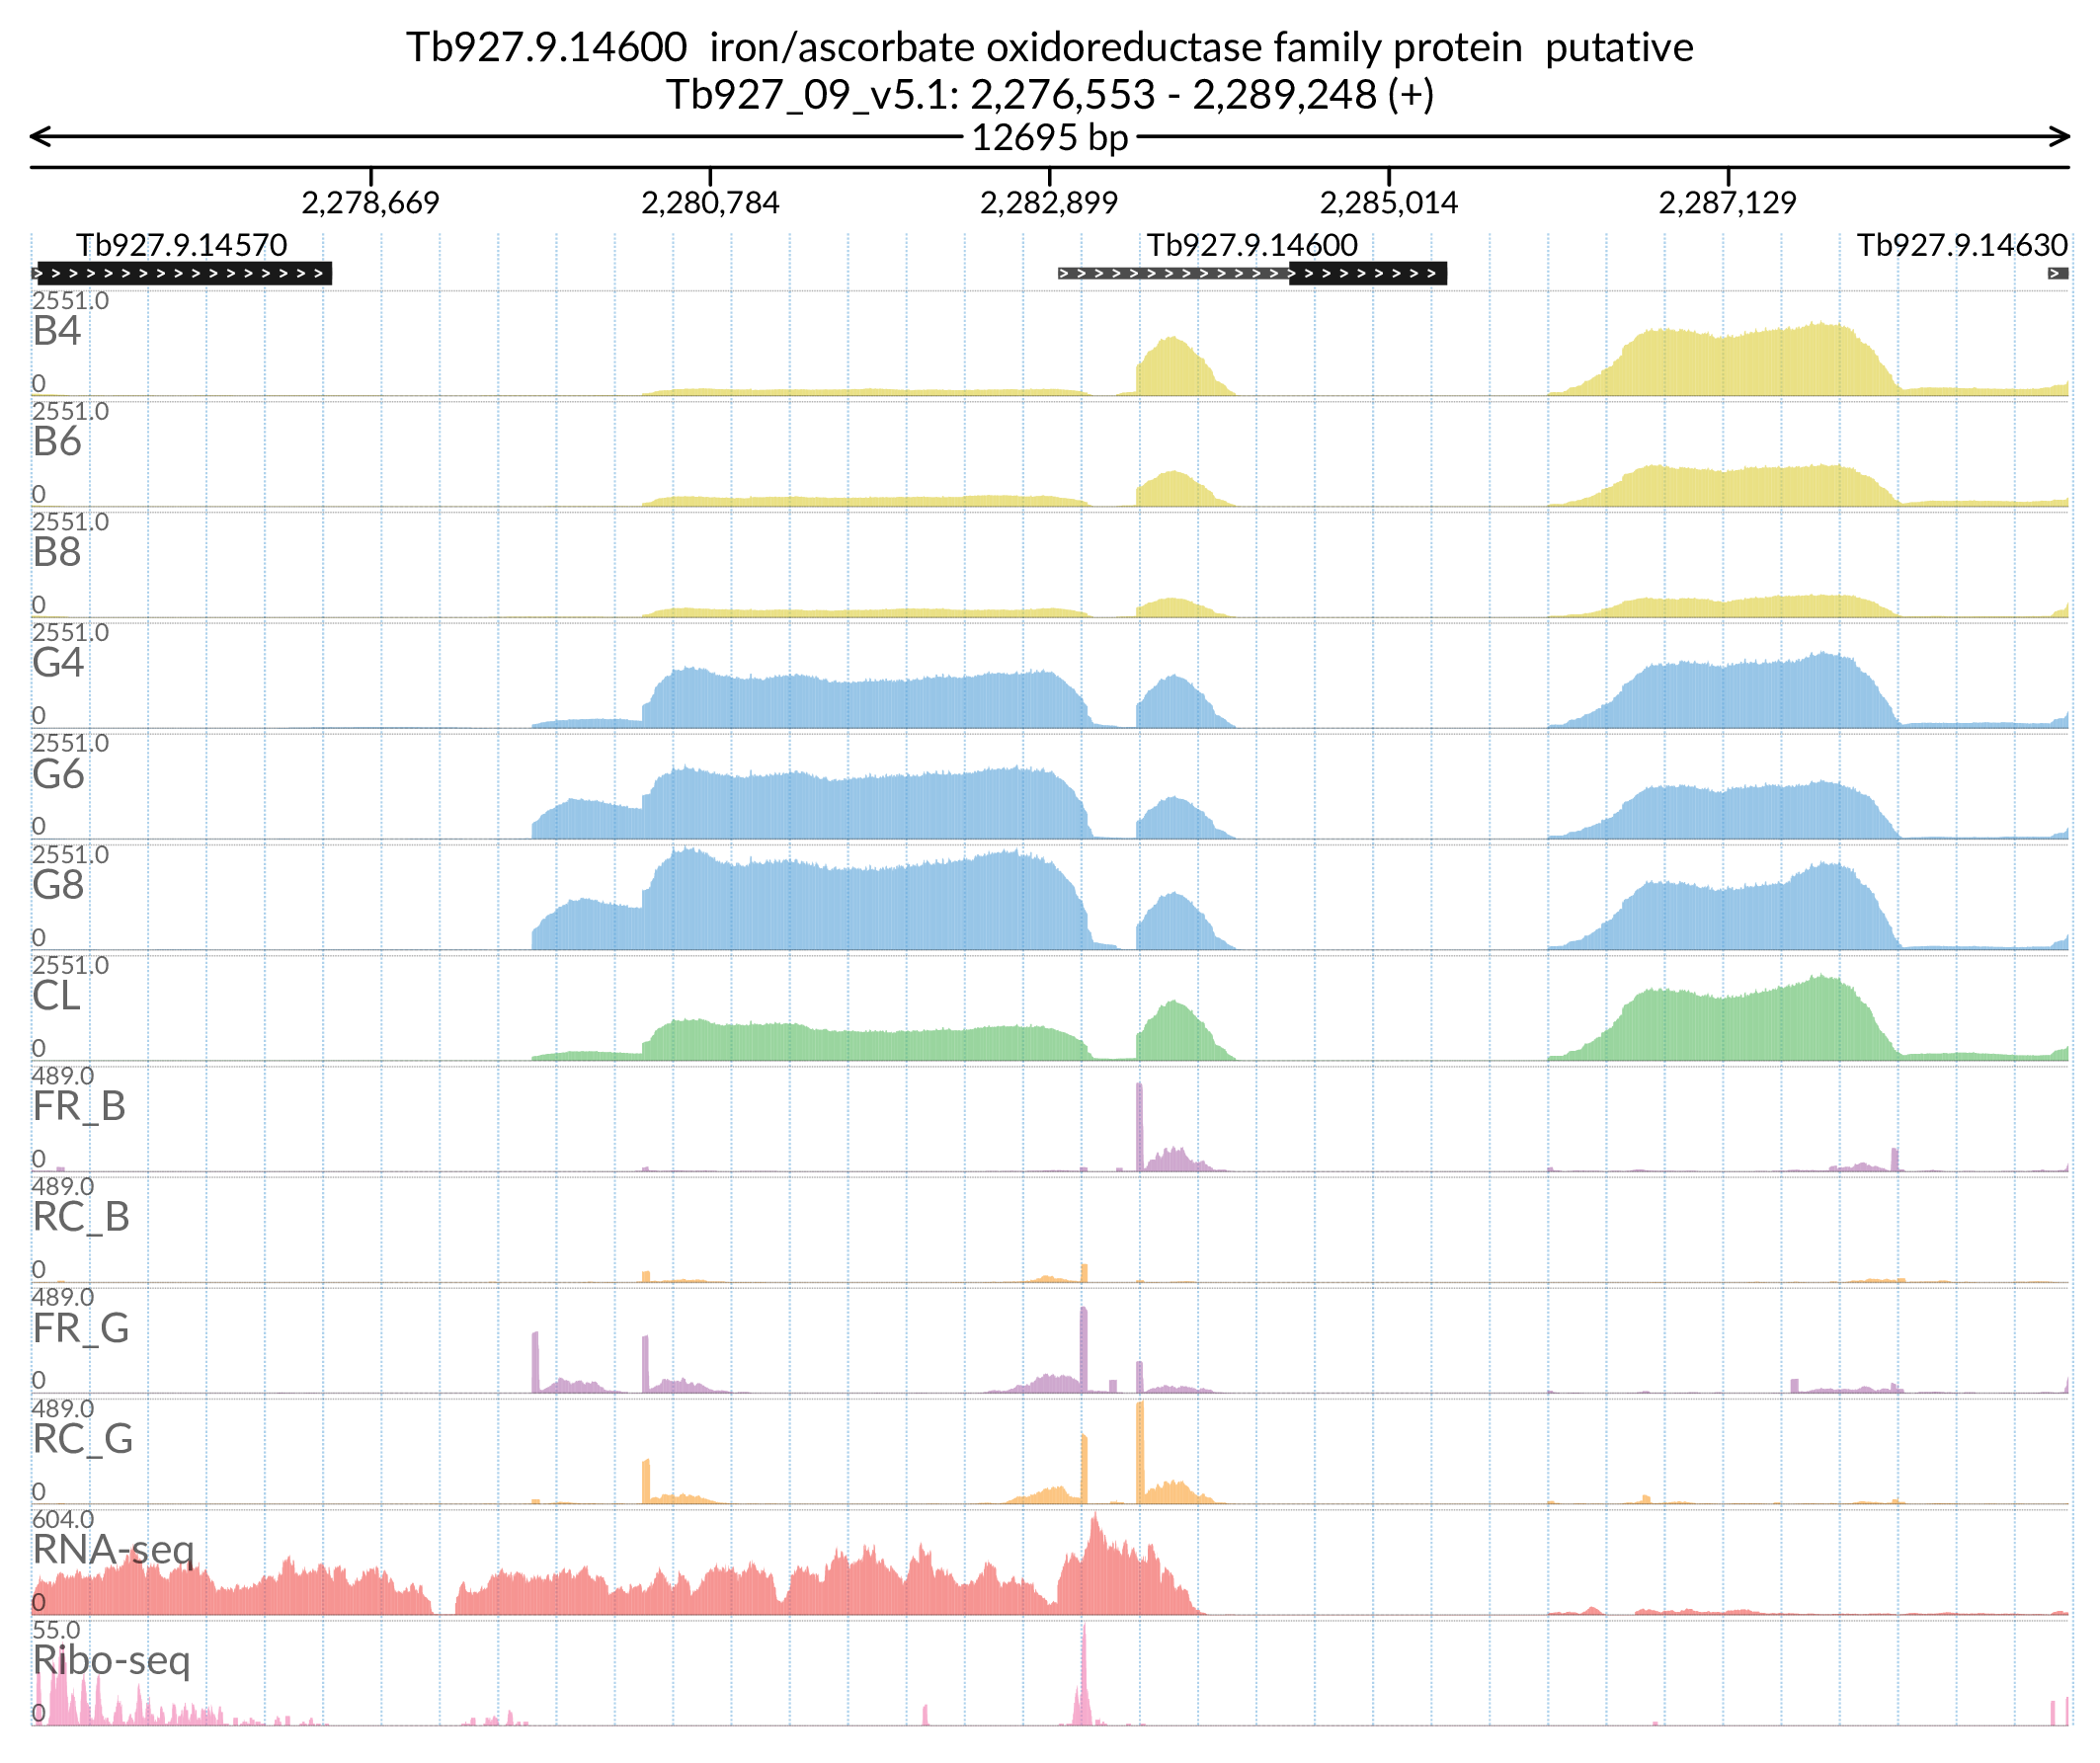 Tb927.9.14600  iron/ascorbate oxidoreductase family protein  putative
Tb927_09_v5.1: 2,276,553 - 2,289,248 (+)
12695 bp
2,278,669 2,280,784 2,282,899 2,285,014 2,287,129
Tb927.9.14570 Tb927.9.14600 Tb927.9.14630
2551.0
B4
0
2551.0
B6
0
2551.0
B8
0
2551.0
G4
0
2551.0
G6
0
2551.0
G8
0
2551.0
CL
0
489.0
FR_B
0
489.0
RC_B
0
489.0
FR_G
0
489.0
RC_G
0
604.0
RNA-seq
0
55.0
Ribo-seq
0